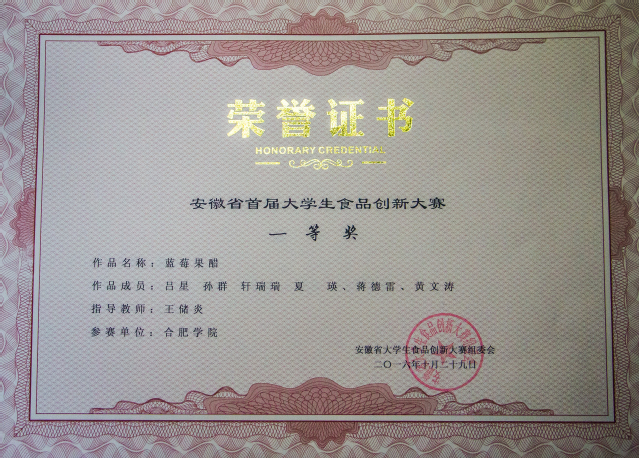 荣誉证书
HONORARY CREDENTIAL
安徽省首届大学生食品创新大赛
一等奖
作品名称：蓝莓果醋
作品成员：吕星 孙群 轩瑞瑞 夏 瑛、蒋德雷、黄文涛
指导教师：王储炎
参赛单位：合肥学院
安徽省大学生食品创新大赛组委会
二〇一六年十月二十九日